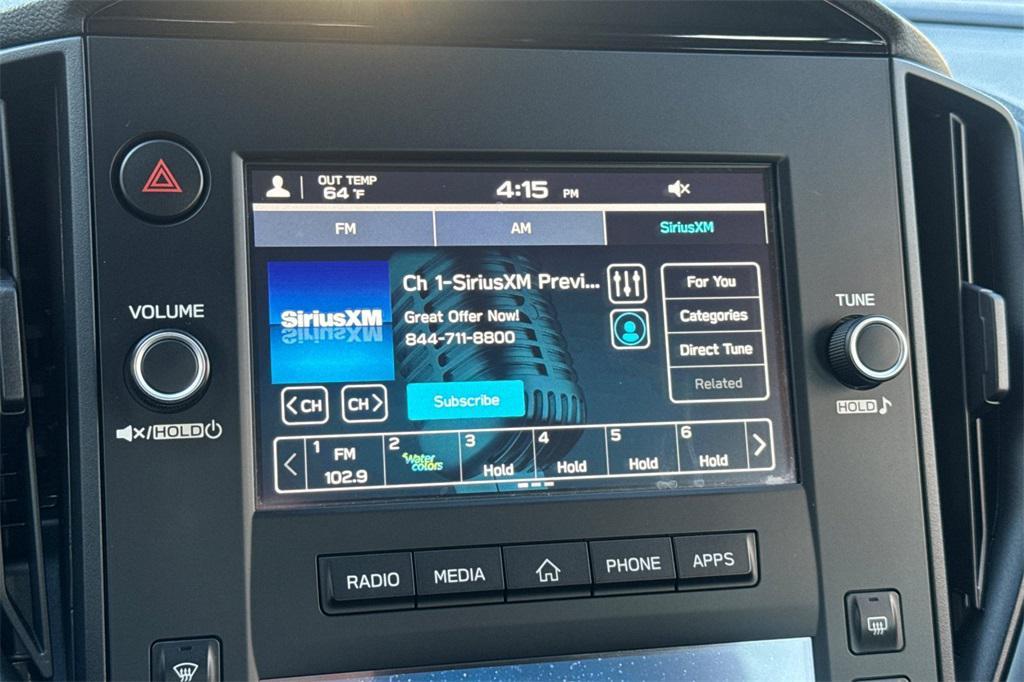 OUT TEMP
64 °F
4:15 PM
FM
AM
SiriusXM
SiriusXM
Ch 1-SiriusXM Previ...
Great Offer Now!
844-711-8800
Subscribe
For You
Categories
Direct Tune
Related
< CH
CH >
1 FM 102.9
2 Water colors
3 Hold
4 Hold
5 Hold
6 Hold
VOLUME
/HOLD
TUNE
HOLD
RADIO
MEDIA
PHONE
APPS